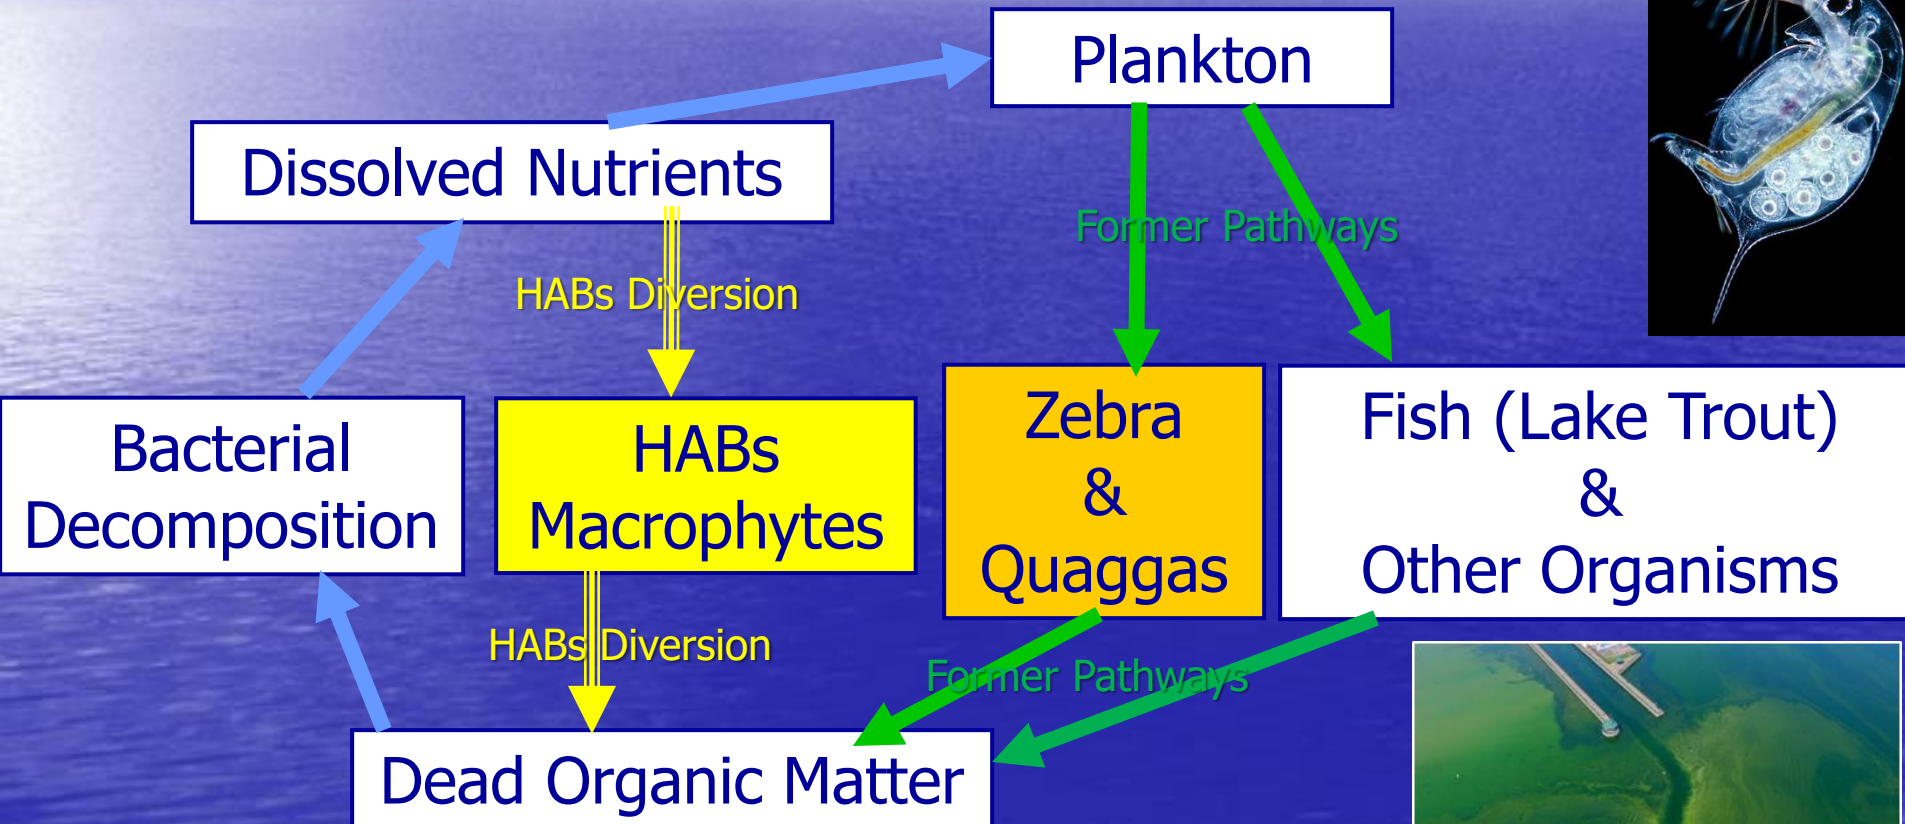 Plankton
Dissolved Nutrients
Former Pathways
HABs Diversion
Bacterial
Decomposition
HABs
Macrophytes
Zebra
&
Quaggas
Fish (Lake Trout)
&
Other Organisms
HABs Diversion
Former Pathways
Dead Organic Matter